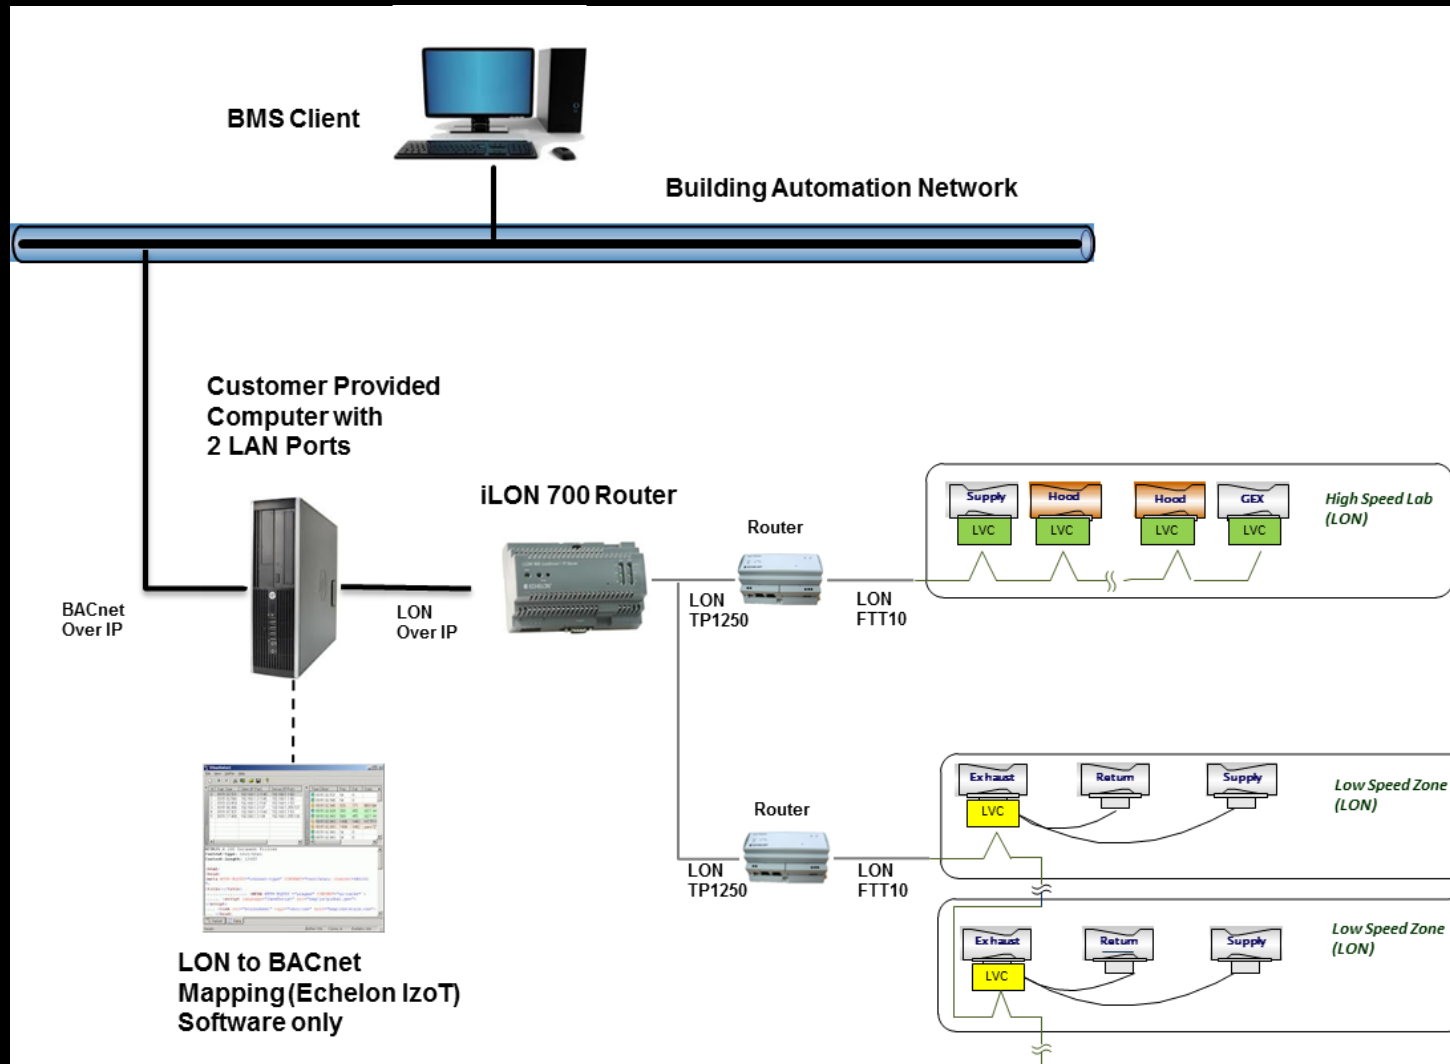 BMS Client
Building Automation Network
Customer Provided
Computer with
2 LAN Ports
iLON 700 Router
Router
BACnet
Over IP
LON
Over IP
LON
TP1250
LON
FTT10
Supply
Hood
Hood
GEX
LVC
LVC
LVC
LVC
High Speed Lab
(LON)
Router
LON
TP1250
LON
FTT10
Exhaust
Return
Supply
LVC
Low Speed Zone
(LON)
Exhaust
Return
Supply
LVC
Low Speed Zone
(LON)
LON to BACnet
Mapping (Echelon IzoT)
Software only